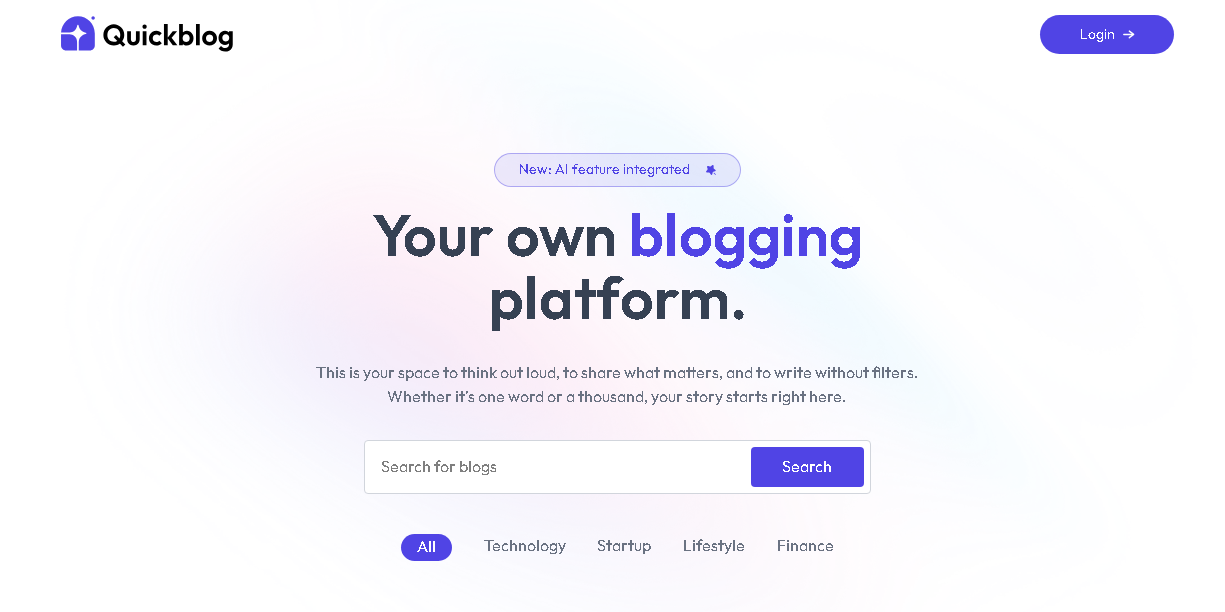 Quickblog
Login →
New: AI feature integrated
Your own blogging
platform.
This is your space to think out loud, to share what matters, and to write without filters.
Whether it's one word or a thousand, your story starts right here.
Search for blogs
Search
All
Technology
Startup
Lifestyle
Finance